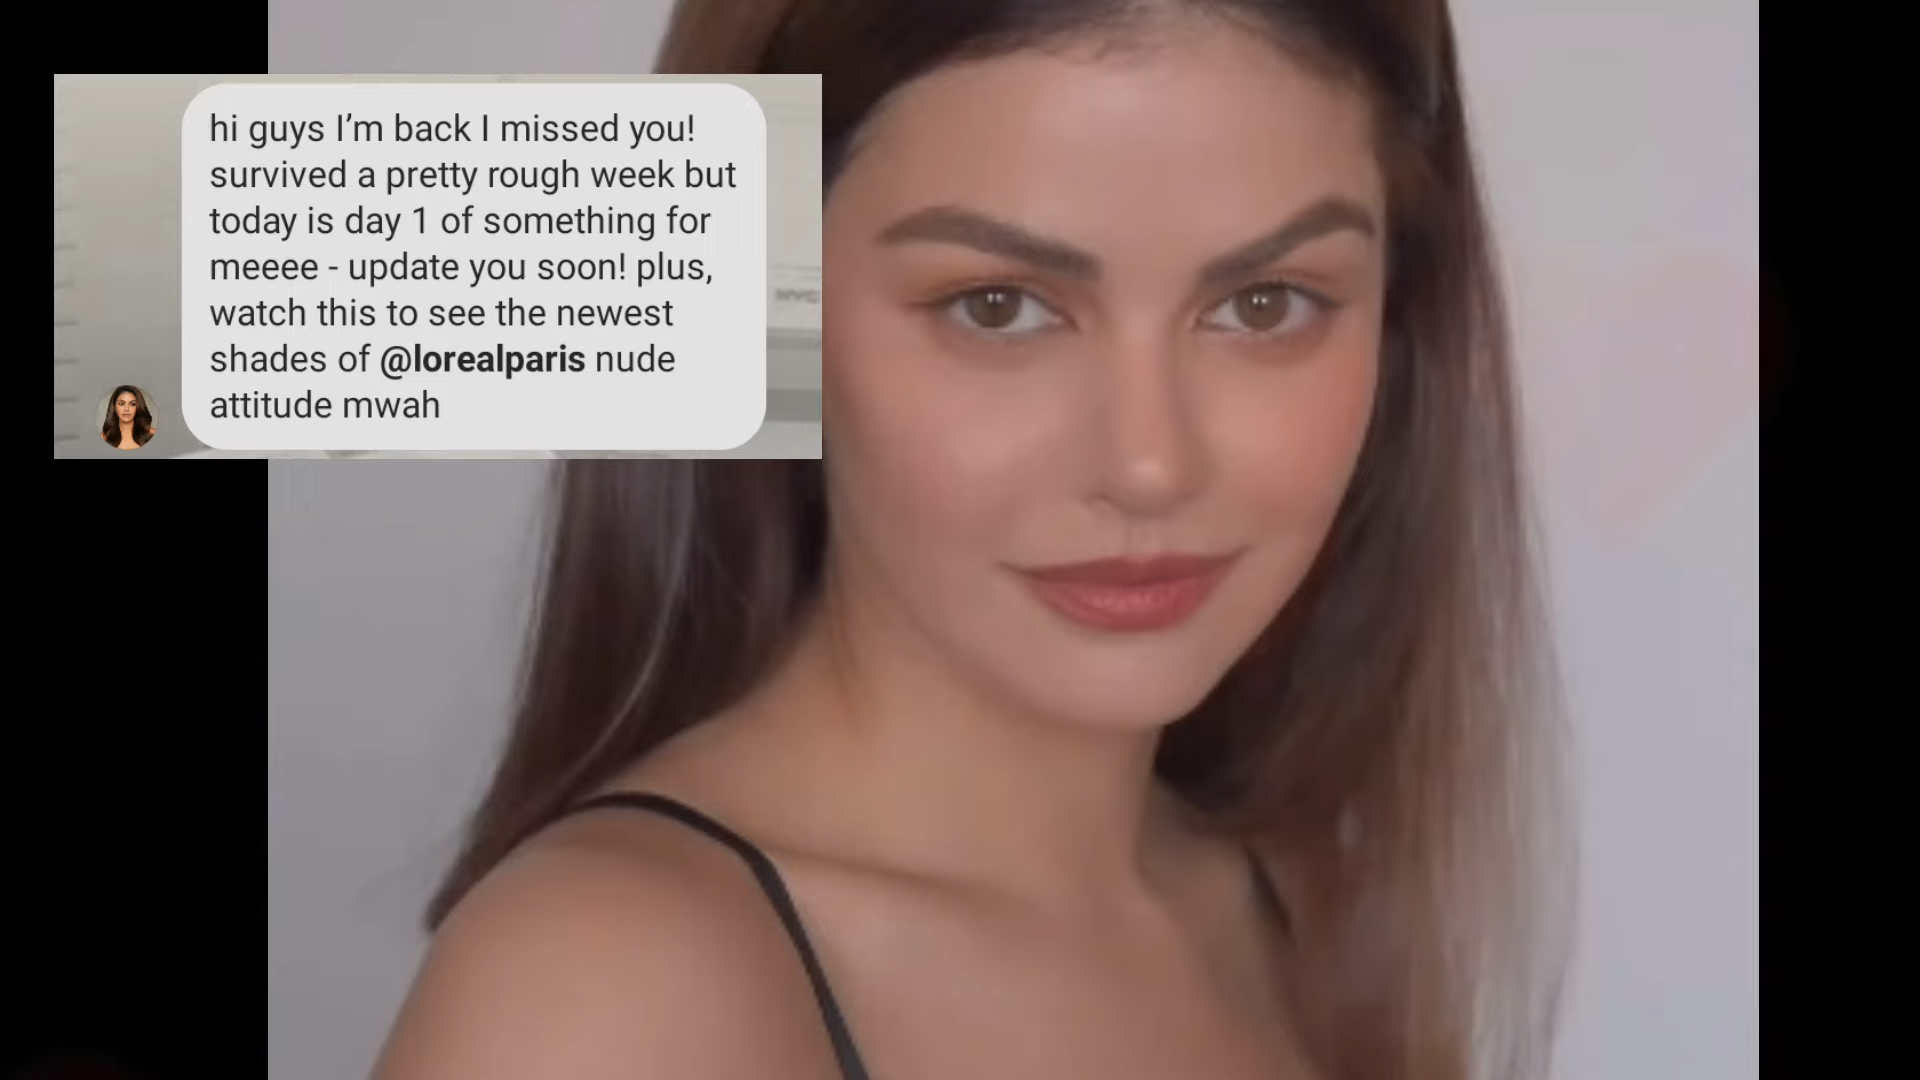 hi guys I’m back I missed you!
survived a pretty rough week but
today is day 1 of something for
meeee - update you soon! plus,
watch this to see the newest
shades of @lorealparis nude
attitude mwah
NYC